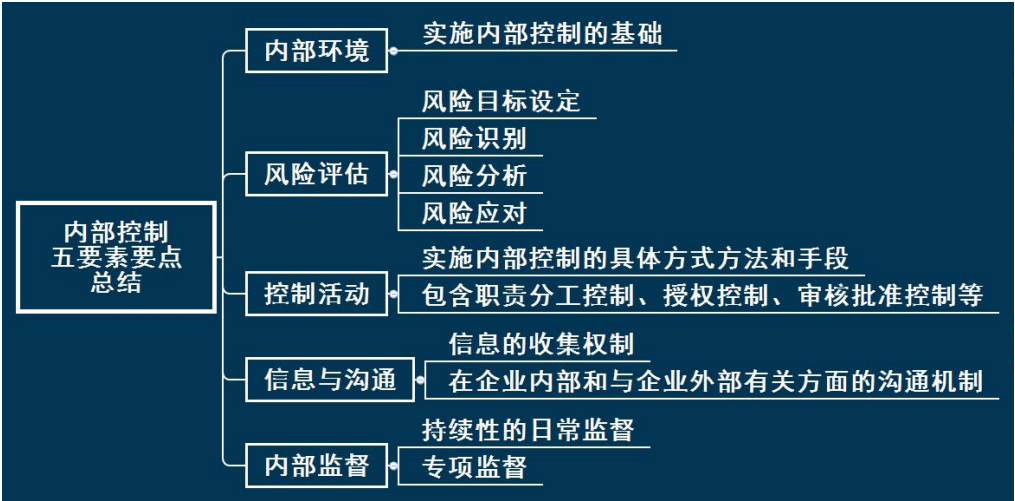 内部控制
五要素要点
总结
内部环境
实施内部控制的基础
风险评估
风险目标设定
风险识别
风险分析
风险应对
控制活动
实施内部控制的具体方式方法和手段
包含职责分工控制、授权控制、审核批准控制等
信息与沟通
信息的收集权制
在企业内部和与企业外部有关方面的沟通机制
内部监督
持续性的日常监督
专项监督